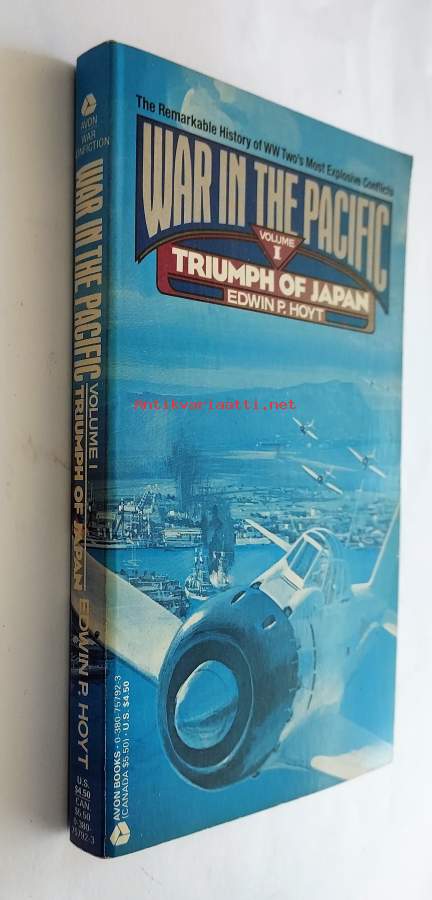 The Remarkable History of WW Two's Most Explosive Conflicts
WAR IN THE PACIFIC
VOLUME
I
TRIUMPH OF JAPAN
EDWIN P. HOYT
Antikvariaatti.net
AVON BOOKS · 0-380-75792-3
(CANADA $5.50) · U.S. $4.50
AVON
WAR
NONFICTION
WAR IN THE PACIFIC VOLUME I
TRIUMPH OF JAPAN EDWIN P. HOYT
U.S.
$4.50
CAN.
$5.50
0-380-
75792-3